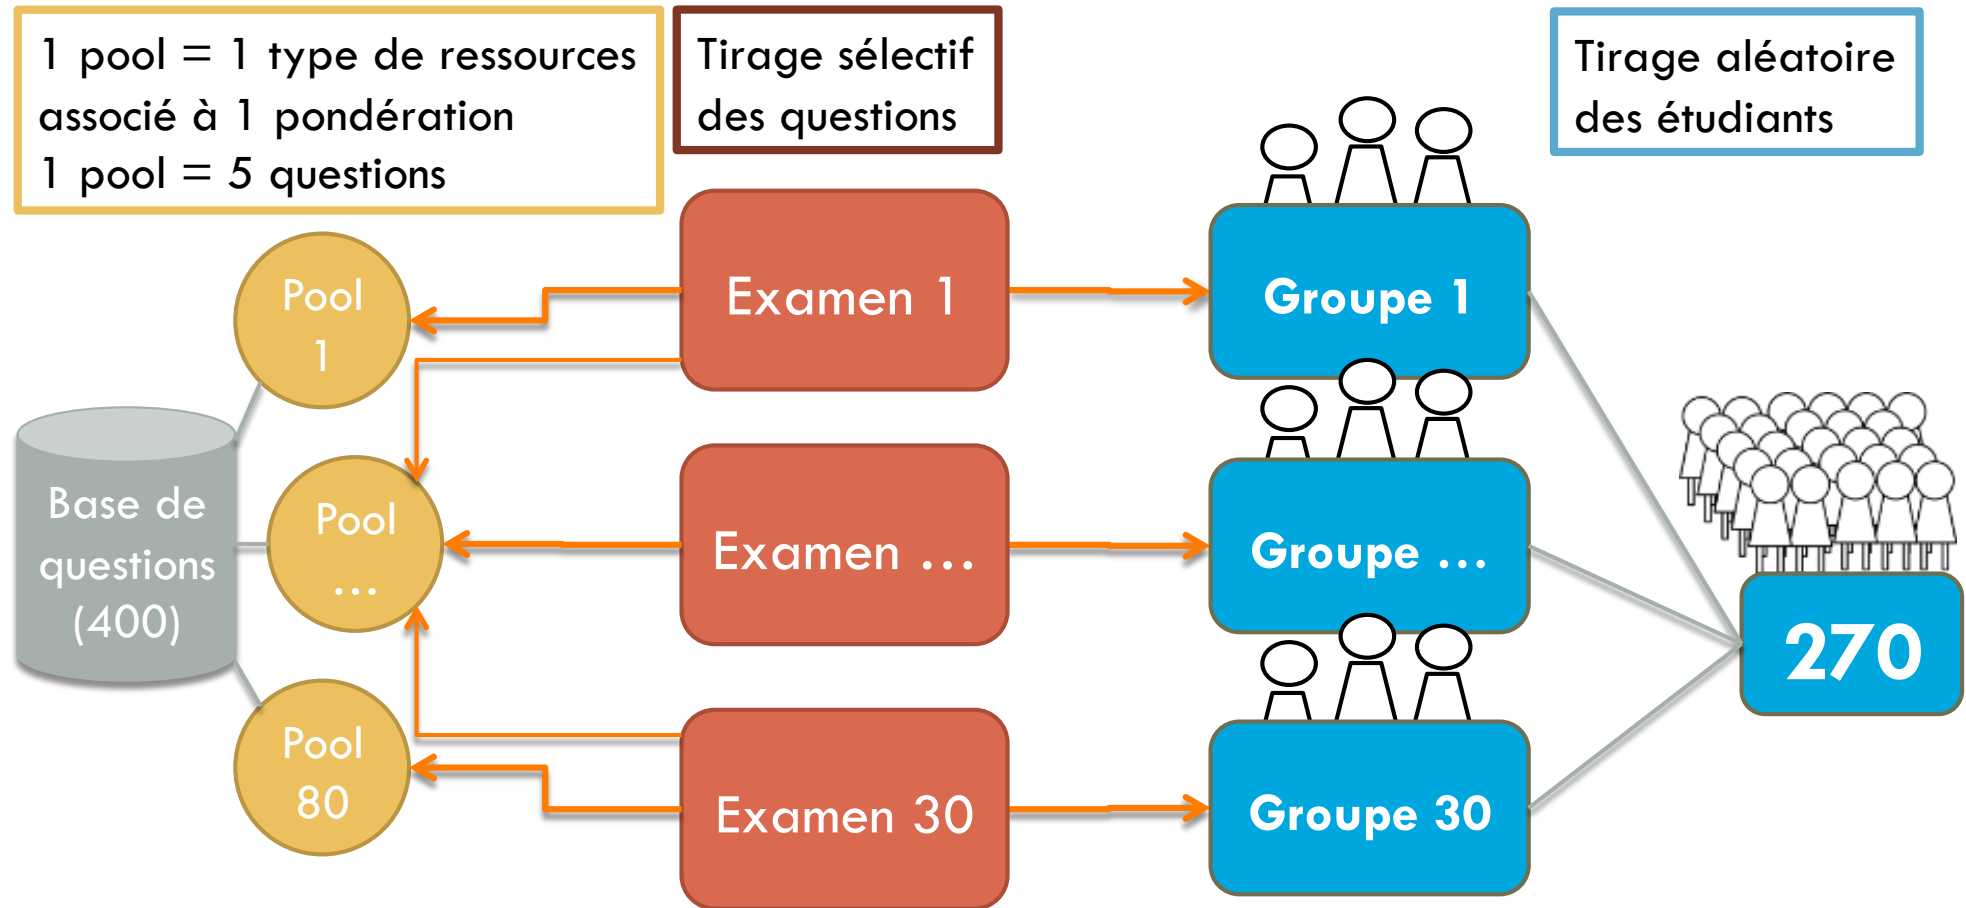 1 pool = 1 type de ressources
associé à 1 pondération
1 pool = 5 questions
Tirage sélectif
des questions
Tirage aléatoire
des étudiants
Base de
questions
(400)
Pool
1
Pool
...
Pool
80
Examen 1
Examen ...
Examen 30
Groupe 1
Groupe ...
Groupe 30
270